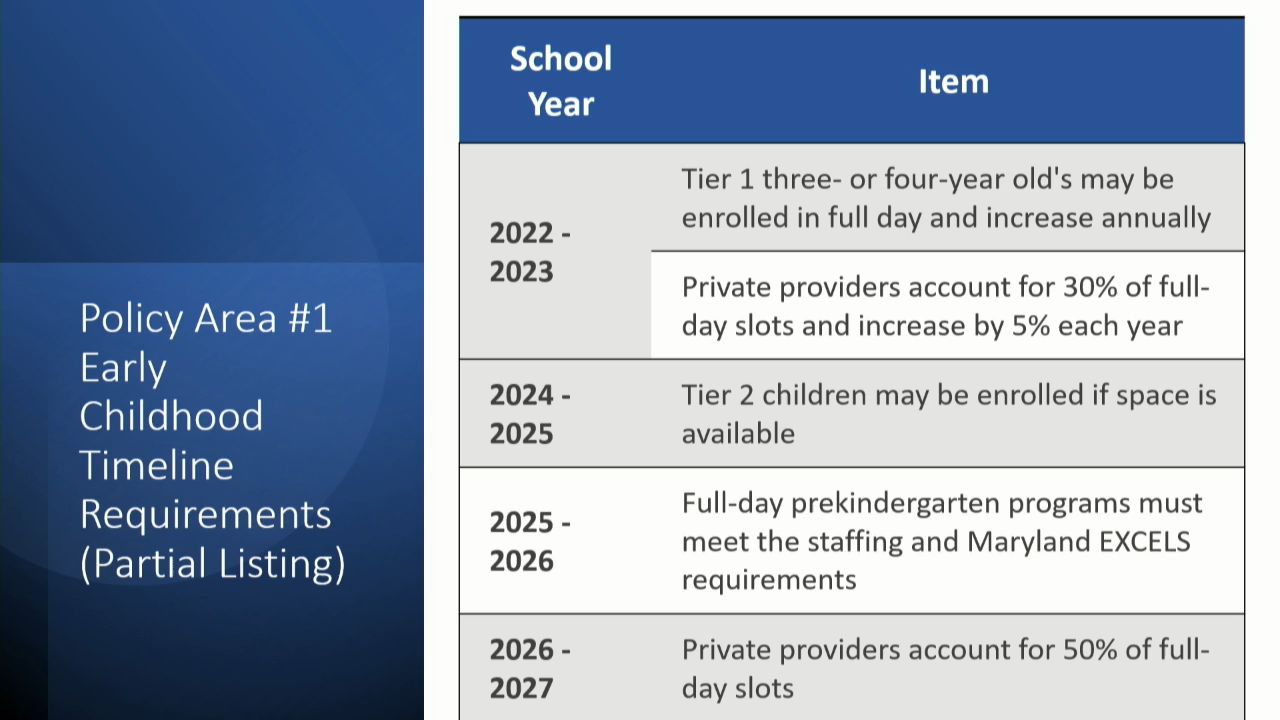 Policy Area #1
Early
Childhood
Timeline
Requirements
(Partial Listing)
School
Year
Item
2022 -
2023
Tier 1 three- or four-year old's may be
enrolled in full day and increase annually
Private providers account for 30% of full-
day slots and increase by 5% each year
2024 -
2025
Tier 2 children may be enrolled if space is
available
2025 -
2026
Full-day prekindergarten programs must
meet the staffing and Maryland EXCELS
requirements
2026 -
2027
Private providers account for 50% of full-
day slots